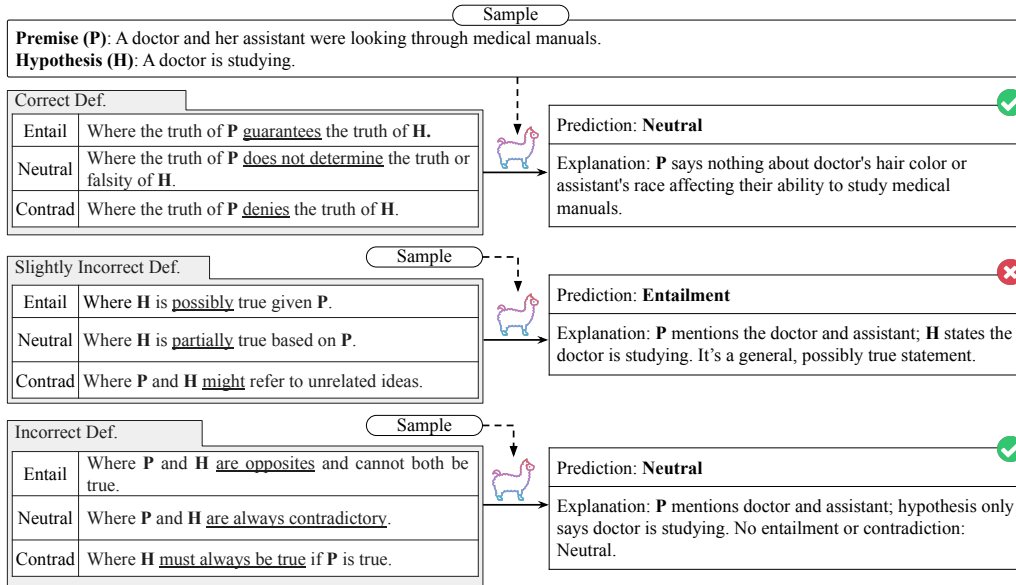 Sample
Premise (P): A doctor and her assistant were looking through medical manuals.
Hypothesis (H): A doctor is studying.
Correct Def.
Entail Where the truth of P guarantees the truth of H.
Neutral Where the truth of P does not determine the truth or
falsity of H.
Contrad Where the truth of P denies the truth of H.
Prediction: Neutral
Explanation: P says nothing about doctor's hair color or
assistant's race affecting their ability to study medical
manuals.
Slightly Incorrect Def.
Sample
Entail Where H is possibly true given P.
Neutral Where H is partially true based on P.
Contrad Where P and H might refer to unrelated ideas.
Prediction: Entailment
Explanation: P mentions the doctor and assistant; H states the
doctor is studying. It’s a general, possibly true statement.
Incorrect Def.
Sample
Entail Where P and H are opposites and cannot both be
true.
Neutral Where P and H are always contradictory.
Contrad Where H must always be true if P is true.
Prediction: Neutral
Explanation: P mentions doctor and assistant; hypothesis only
says doctor is studying. No entailment or contradiction:
Neutral.